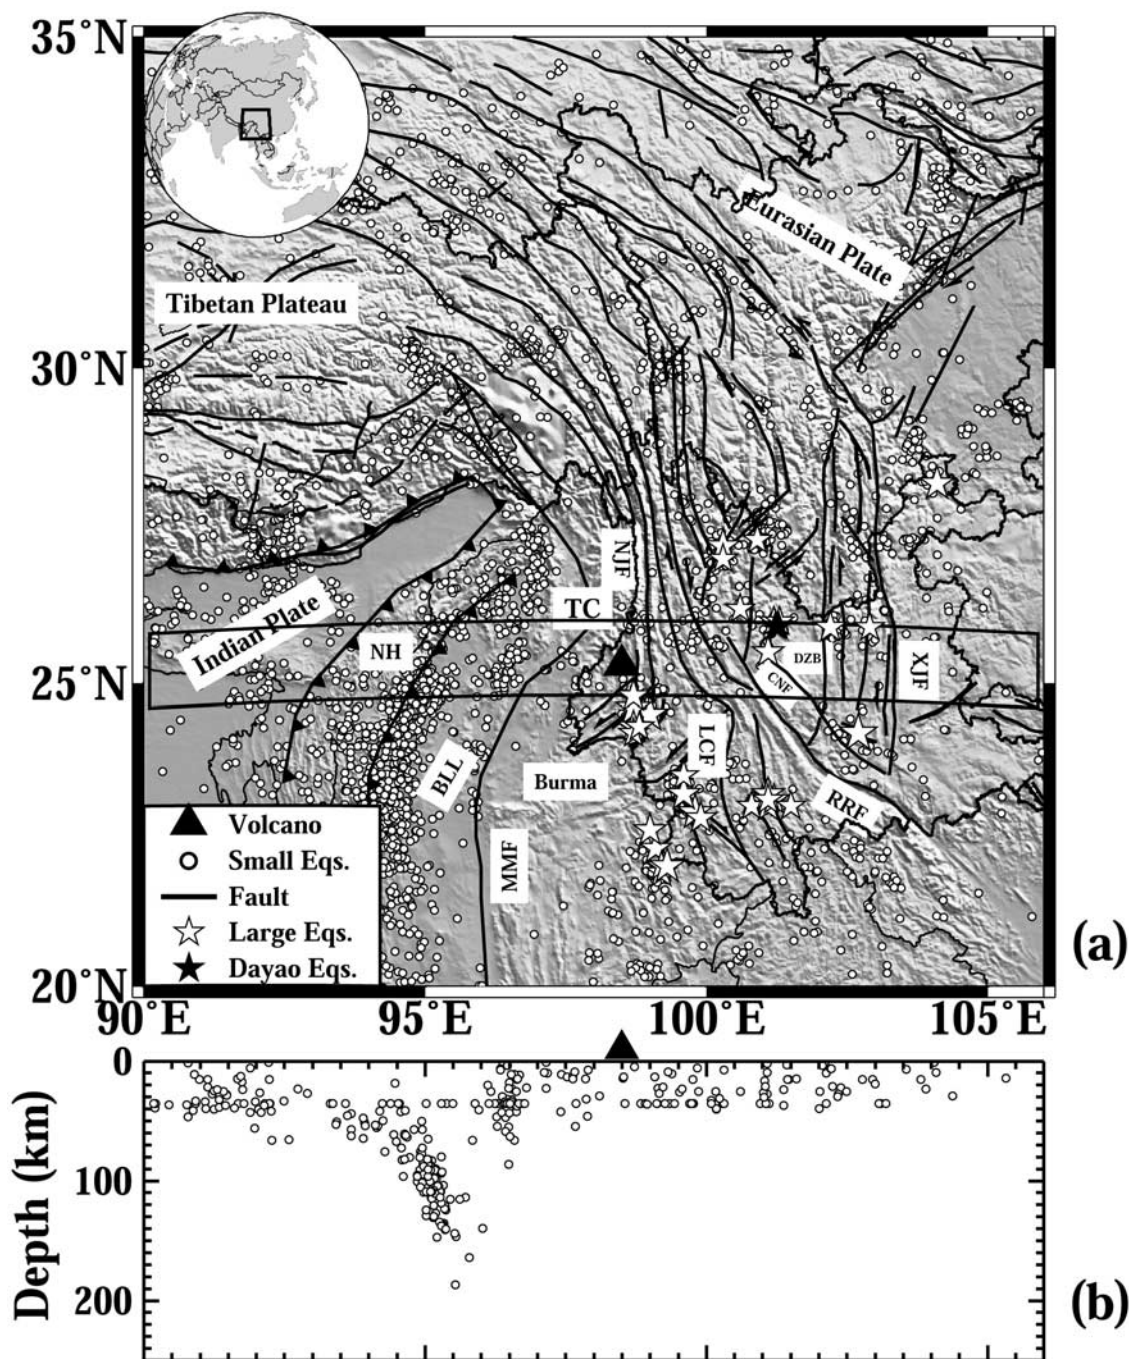 35°N
Eurasian Plate
Tibetan Plateau
30°N
NJF
TC
Indian Plate
NH
DZB
XJF
25°N
CNF
LCF
BLL
Burma
RRF
MMF
Volcano
Small Eqs.
Fault
Large Eqs.
Dayao Eqs.
(a)
20°N
90°E
95°E
100°E
105°E
0
100
200
Depth (km)
(b)